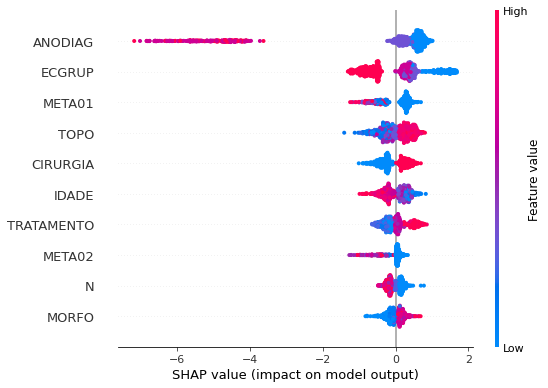 High
ANODIAG
ECGRUP
META01
TOPO
CIRURGIA
IDADE
TRATAMENTO
META02
N
MORFO
Feature value
Low
−6 −4 −2 0 2
SHAP value (impact on model output)